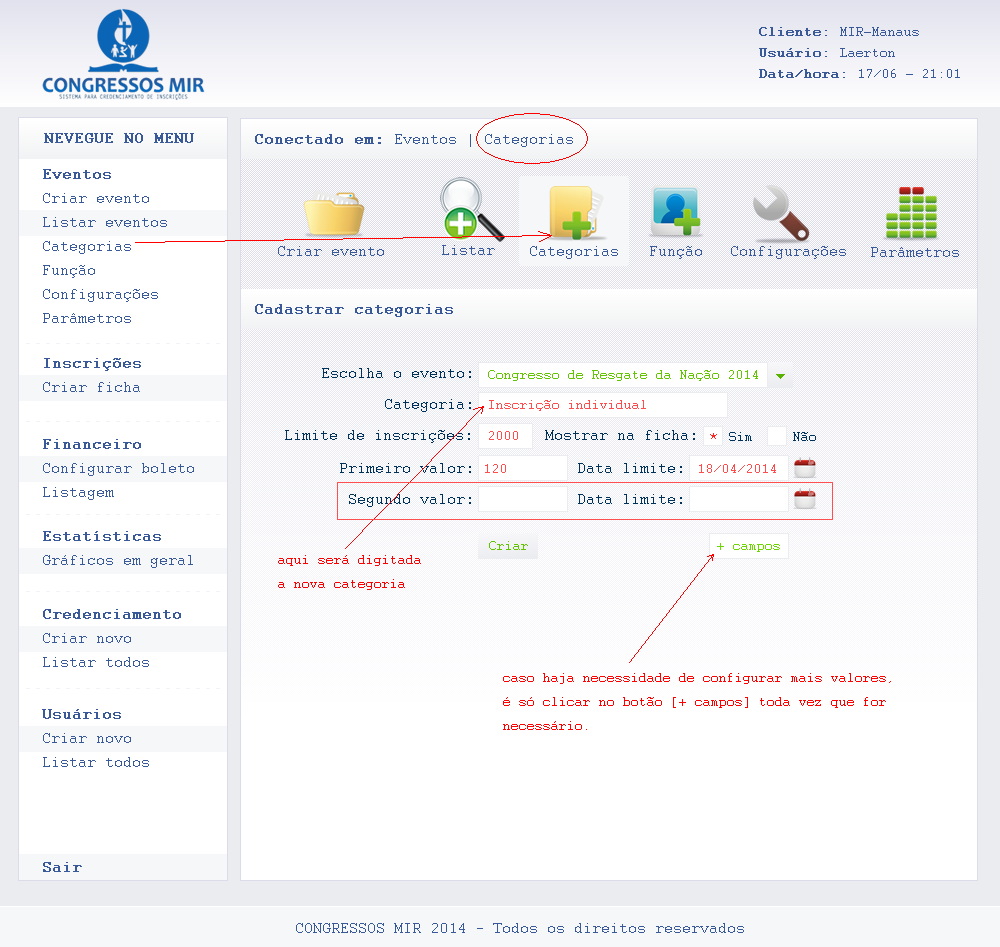 CONGRESSOS MIR
SISTEMA PARA CREDENCIAMENTO DE INSCRIÇÕES
Cliente: MIR-Manaus
Usuário: Laerton
Data/hora: 17/06 - 21:01
NEVEGUE NO MENU
Eventos
Criar evento
Listar eventos
Categorias
Função
Configurações
Parâmetros
Inscrições
Criar ficha
Financeiro
Configurar boleto
Listagem
Estatísticas
Gráficos em geral
Credenciamento
Criar novo
Listar todos
Usuários
Criar novo
Listar todos
Sair
Conectado em: Eventos | Categorias
Criar evento Listar Categorias Função Configurações Parâmetros
Cadastrar categorias
Escolha o evento: Congresso de Resgate da Nação 2014
Categoria: Inscrição individual
Limite de inscrições: 2000 Mostrar na ficha: * Sim Não
Primeiro valor: 120 Data limite: 18/04/2014
Segundo valor: Data limite:
Criar + campos
aqui será digitada
a nova categoria
caso haja necessidade de configurar mais valores,
é só clicar no botão [+ campos] toda vez que for
necessário.
CONGRESSOS MIR 2014 - Todos os direitos reservados